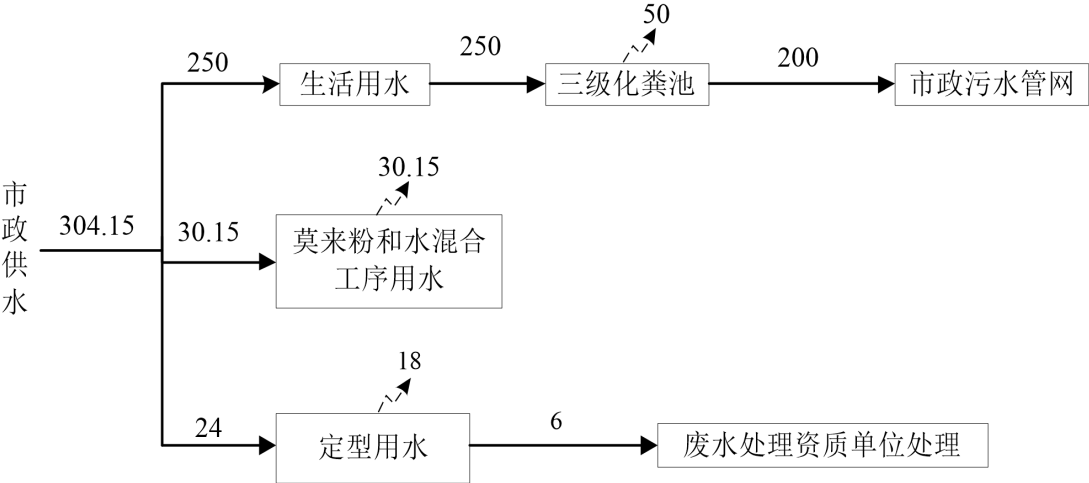 50
250
250
200
生活用水
三级化粪池
市政污水管网
30.15
市政供水
304.15
30.15
莫来粉和水混合
工序用水
18
24
6
定型用水
废水处理资质单位处理